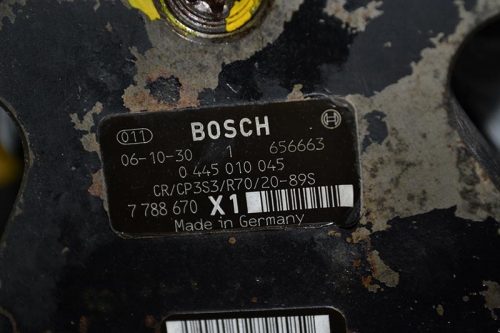 011 BOSCH
06-10-30 1 656663
0 445 010 045
CR/CP3S3/R70/20-89S
7 788 670 X1
Made in Germany